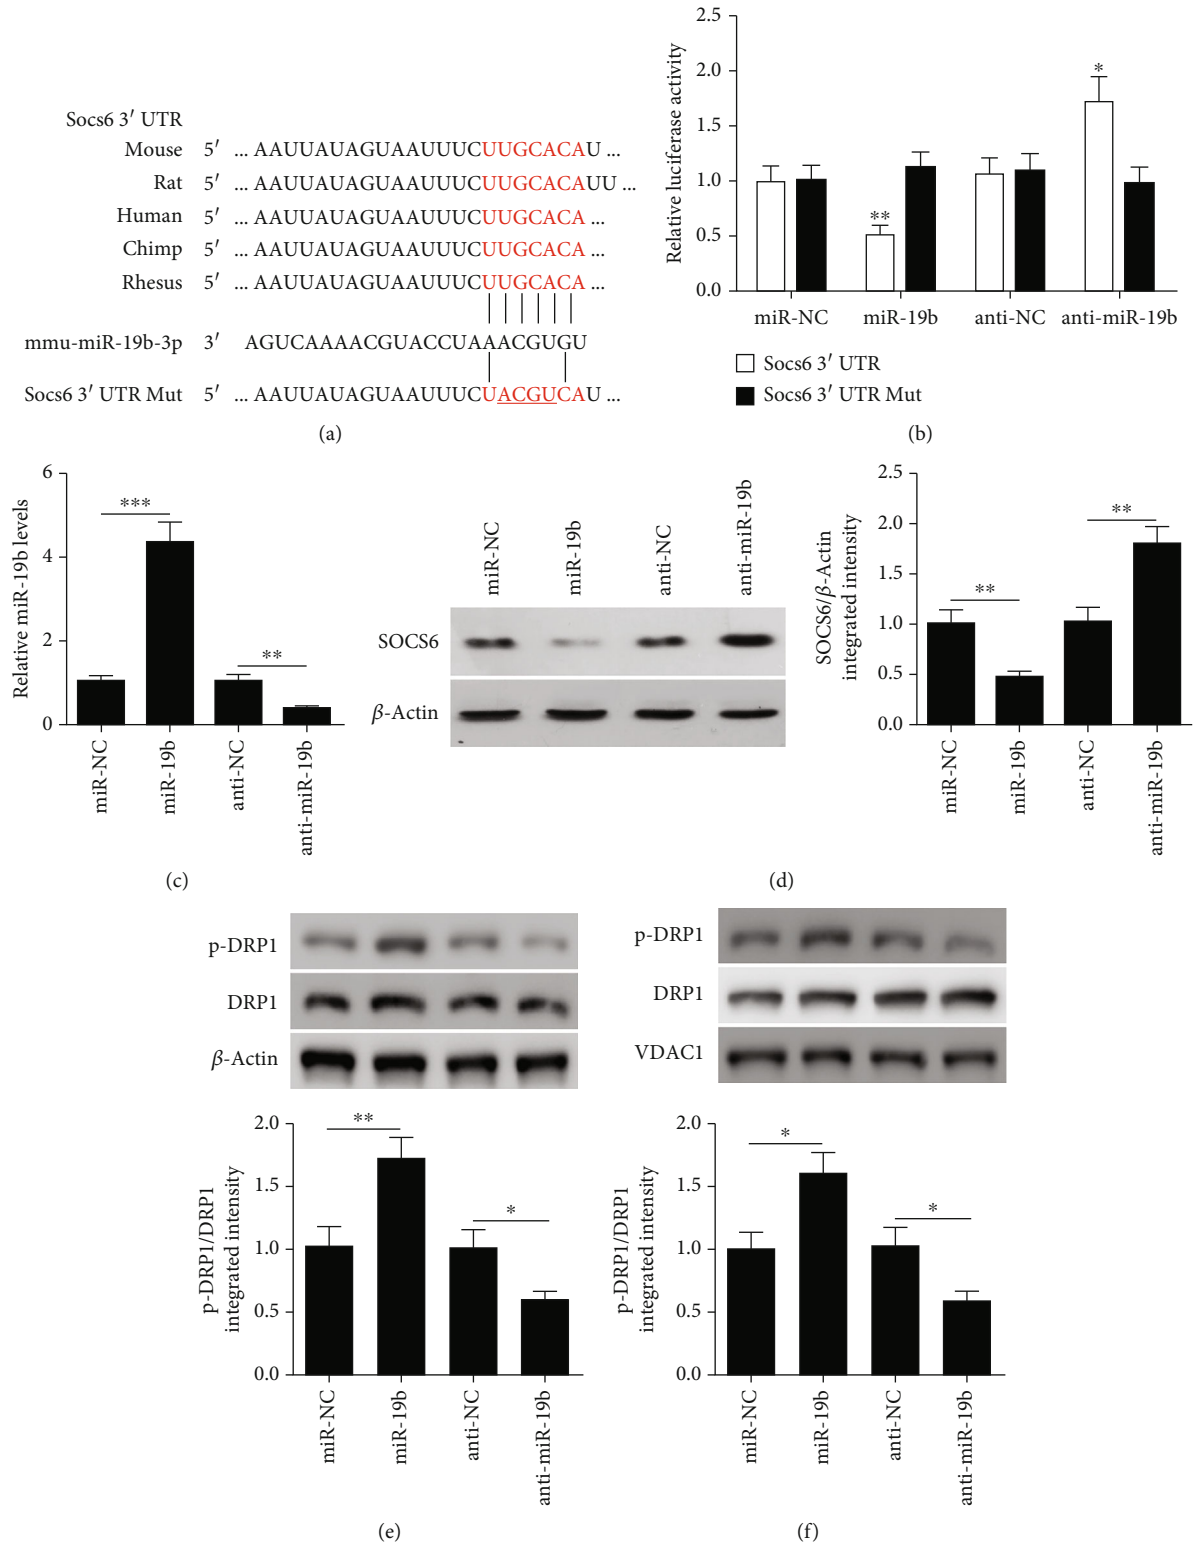 Socs6 3′ UTR
Mouse 5′ ... AAUUAUAGUAAUUUCUUGCACAU ...
Rat 5′ ... AAUUAUAGUAAUUUCUUGCACAUU ...
Human 5′ ... AAUUAUAGUAAUUUCUUGCACA ...
Chimp 5′ ... AAUUAUAGUAAUUUCUUGCACA ...
Rhesus 5′ ... AAUUAUAGUAAUUUCUUGCACA ...
mmu-miR-19b-3p 3′ AGUCAAAACGUACCUAAACGUGU
Socs6 3′ UTR Mut 5′ ... AAUUAUAGUAAUUUCUACGUCAU ...
(a)
Relative luciferase activity
2.5
2.0
1.5
1.0
0.5
0.0
**
*
miR-NC miR-19b anti-NC anti-miR-19b
Socs6 3′ UTR
Socs6 3′ UTR Mut
(b)
Relative miR-19b levels
6
4
2
0
***
**
miR-NC
miR-19b
anti-NC
anti-miR-19b
(c)
miR-NC
miR-19b
anti-NC
anti-miR-19b
SOCS6
β-Actin
SOCS6/β-Actin
integrated intensity
2.5
2.0
1.5
1.0
0.5
0.0
**
**
miR-NC
miR-19b
anti-NC
anti-miR-19b
(d)
p-DRP1
DRP1
β-Actin
p-DRP1/DRP1
integrated intensity
2.0
1.5
1.0
0.5
0.0
**
*
miR-NC
miR-19b
anti-NC
anti-miR-19b
(e)
p-DRP1
DRP1
VDAC1
p-DRP1/DRP1
integrated intensity
2.0
1.5
1.0
0.5
0.0
*
*
miR-NC
miR-19b
anti-NC
anti-miR-19b
(f)